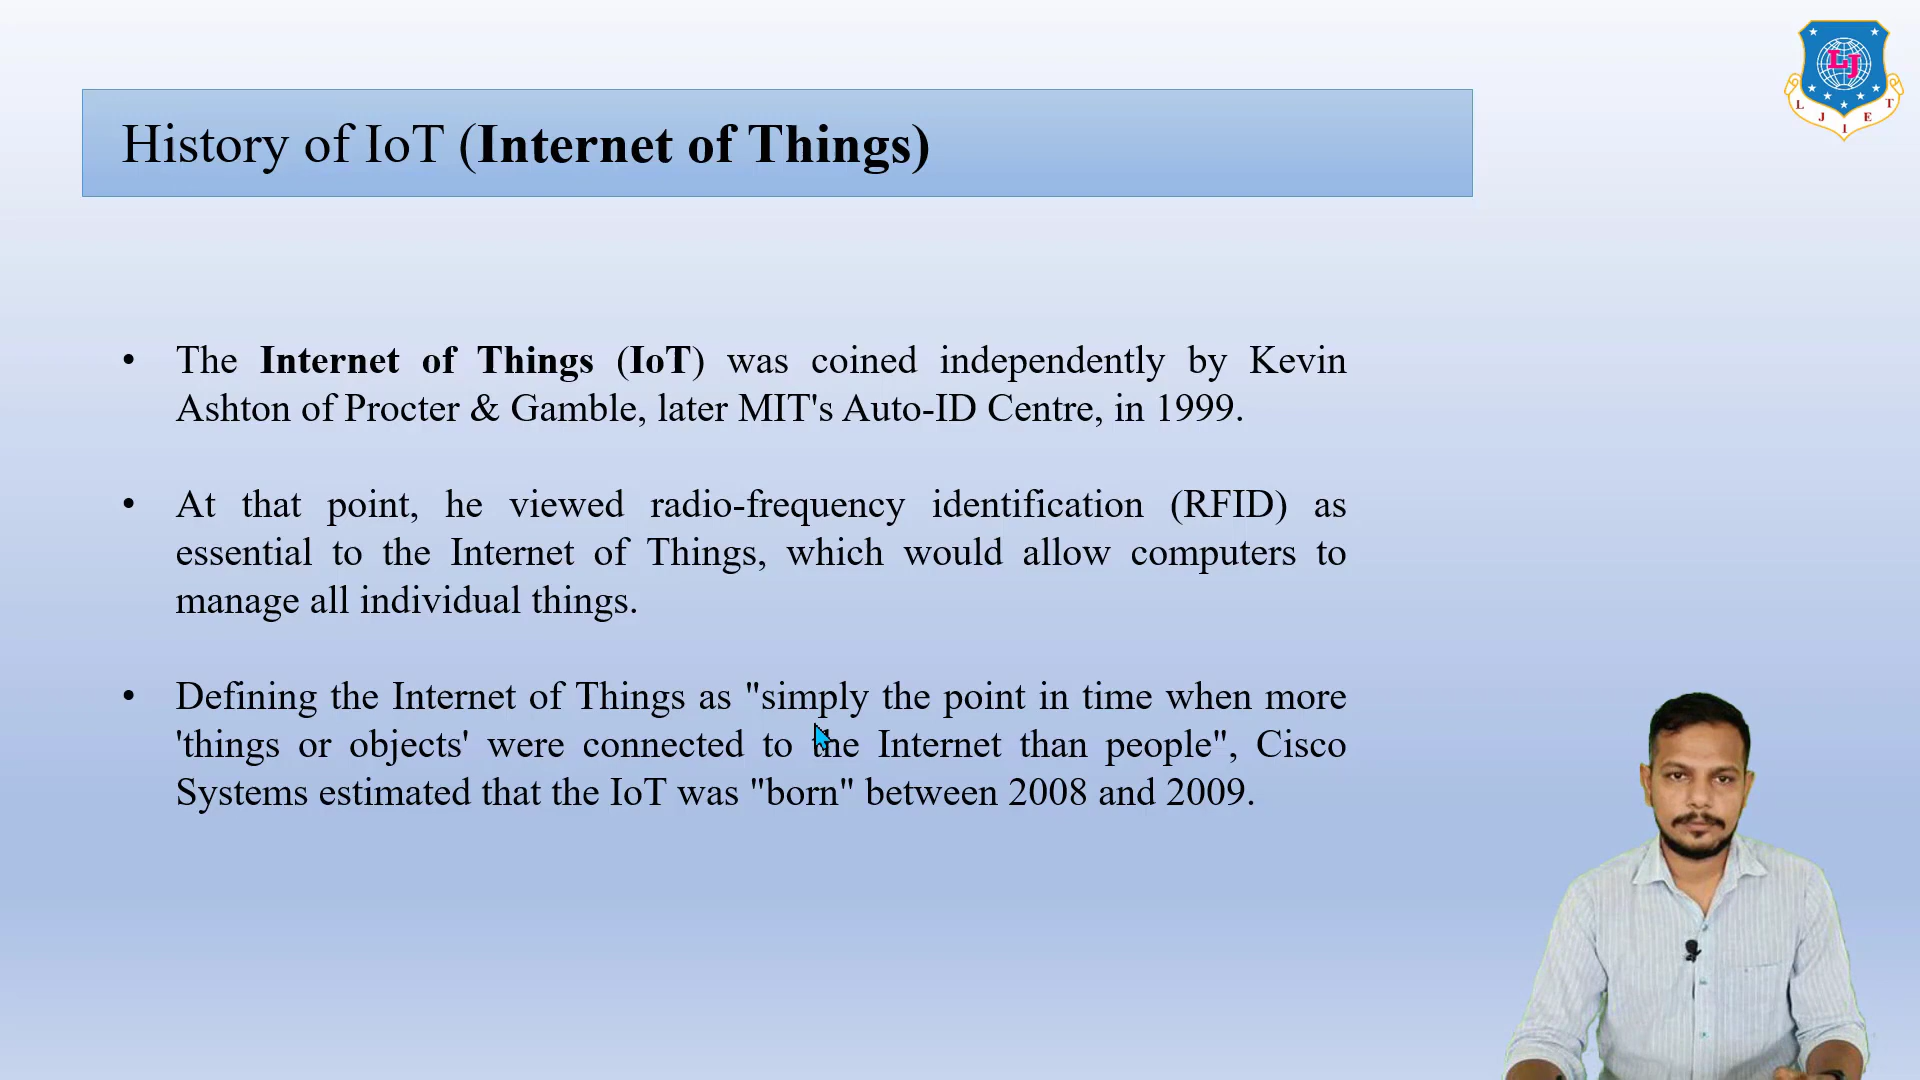 History of IoT (Internet of Things)
LJ
L J I E T
• The Internet of Things (IoT) was coined independently by Kevin
Ashton of Procter & Gamble, later MIT's Auto-ID Centre, in 1999.
• At that point, he viewed radio-frequency identification (RFID) as
essential to the Internet of Things, which would allow computers to
manage all individual things.
• Defining the Internet of Things as "simply the point in time when more
'things or objects' were connected to the Internet than people", Cisco
Systems estimated that the IoT was "born" between 2008 and 2009.